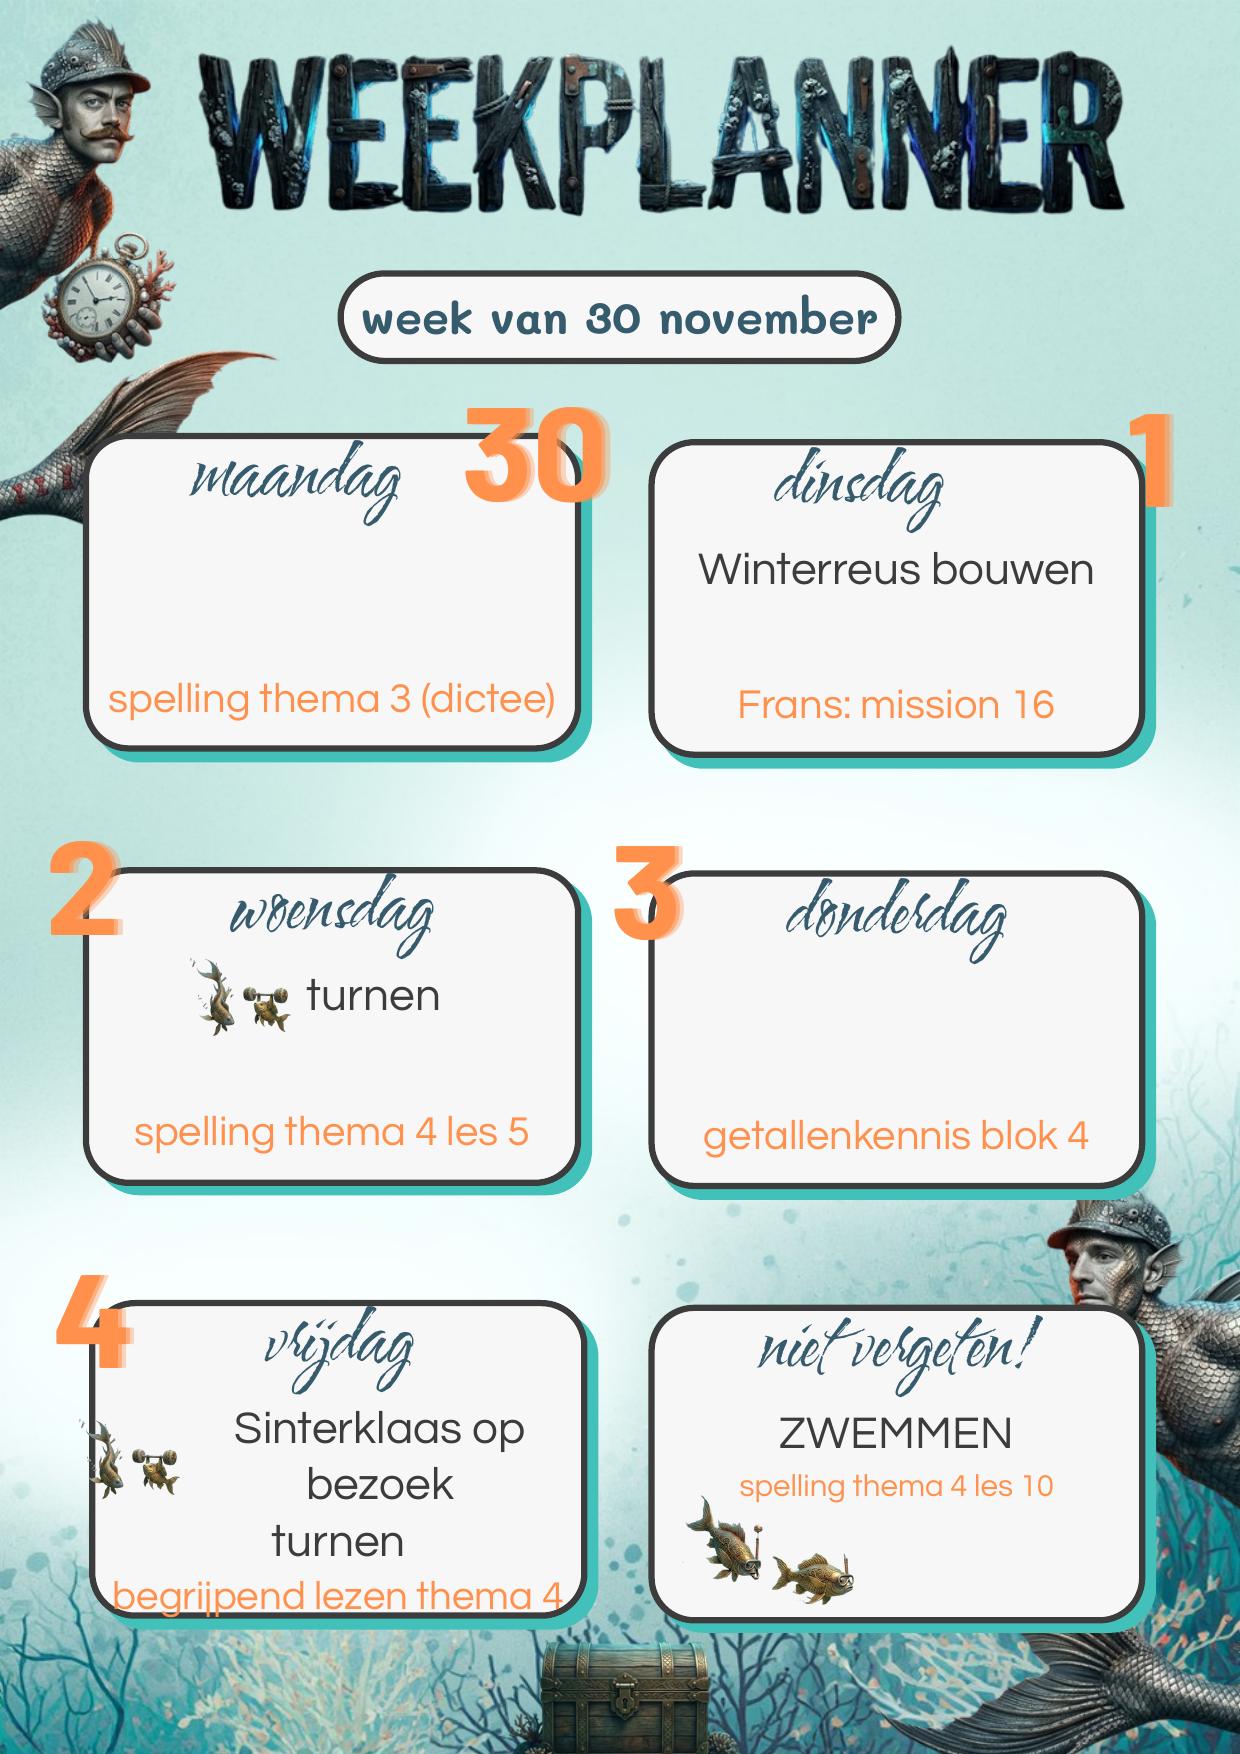 WEEKPLANNER
week van 30 november
maandag 30
spelling thema 3 (dictee)
dinsdag 1
Winterreus bouwen
Frans: mission 16
2 woensdag
turnen
spelling thema 4 les 5
3 donderdag
getallenkennis blok 4
4 vrijdag
Sinterklaas op
bezoek
turnen
begrijpend lezen thema 4
niet vergeten!
ZWEMMEN
spelling thema 4 les 10